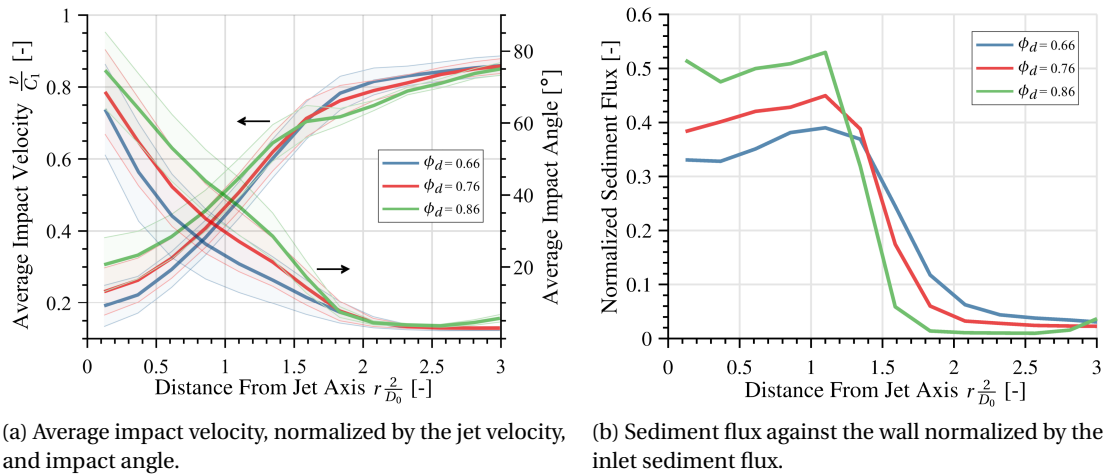 Average Impact Velocity ν/C₁ [-]
1
0.8
0.6
0.4
0.2
80
60
40
20
Average Impact Angle [°]
ϕd = 0.66
ϕd = 0.76
ϕd = 0.86
0 0.5 1 1.5 2 2.5 3
Distance From Jet Axis r 2/D₀ [-]
Normalized Sediment Flux [-]
0.6
0.5
0.4
0.3
0.2
0.1
0
ϕd = 0.66
ϕd = 0.76
ϕd = 0.86
0 0.5 1 1.5 2 2.5 3
Distance From Jet Axis r 2/D₀ [-]
(a) Average impact velocity, normalized by the jet velocity,
and impact angle.
(b) Sediment flux against the wall normalized by the
inlet sediment flux.